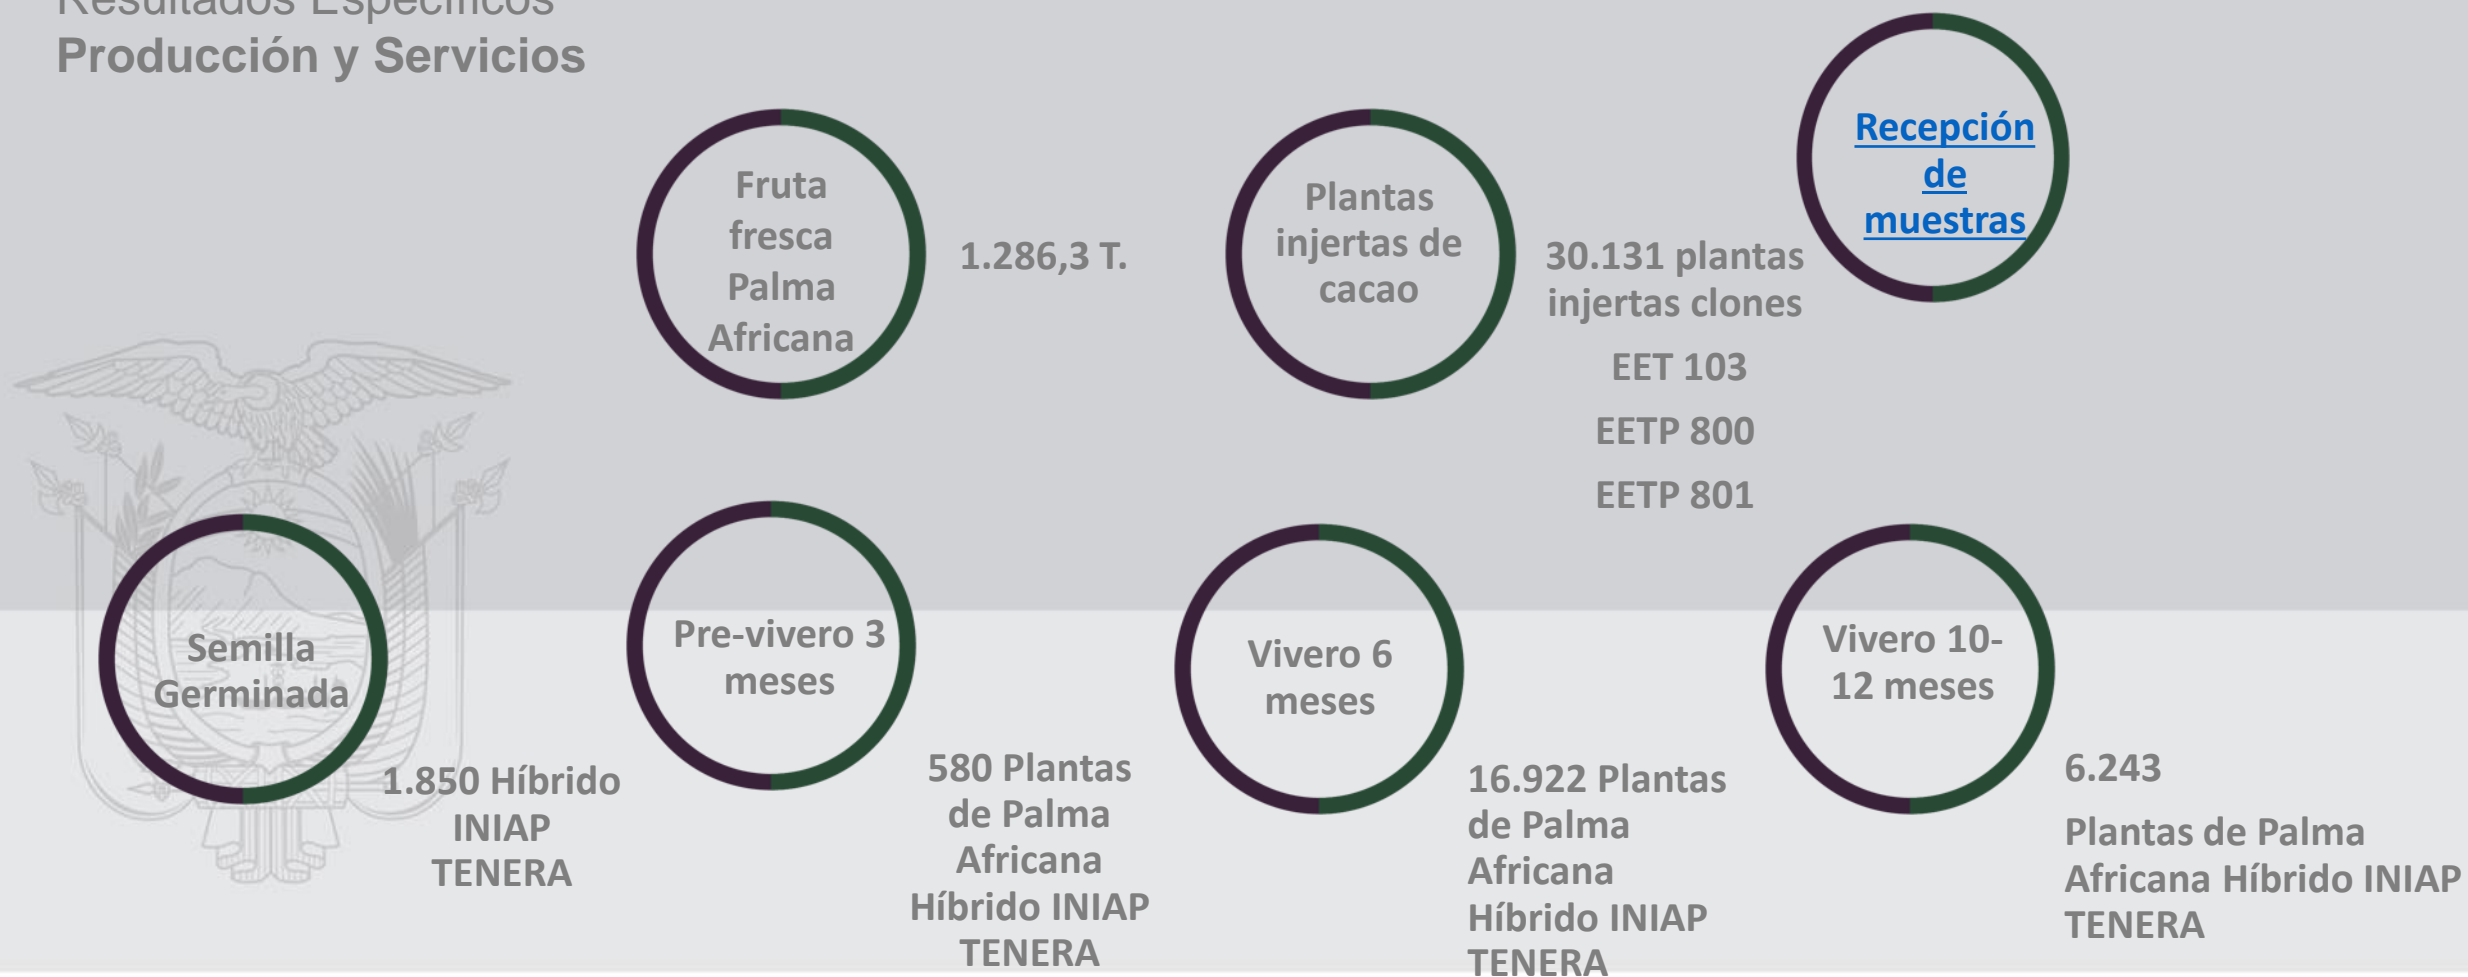 Resultados Específicos
Producción y Servicios
Fruta
fresca
Palma
Africana
1.286,3 T.
Plantas
injertas de
cacao
30.131 plantas
injertas clones
EET 103
EETP 800
EETP 801
Recepción
de
muestras
Semilla
Germinada
1.850 Híbrido
INIAP
TENERA
Pre-vivero 3
meses
580 Plantas
de Palma
Africana
Híbrido INIAP
TENERA
Vivero 6
meses
16.922 Plantas
de Palma
Africana
Híbrido INIAP
TENERA
Vivero 10-
12 meses
6.243
Plantas de Palma
Africana Híbrido INIAP
TENERA